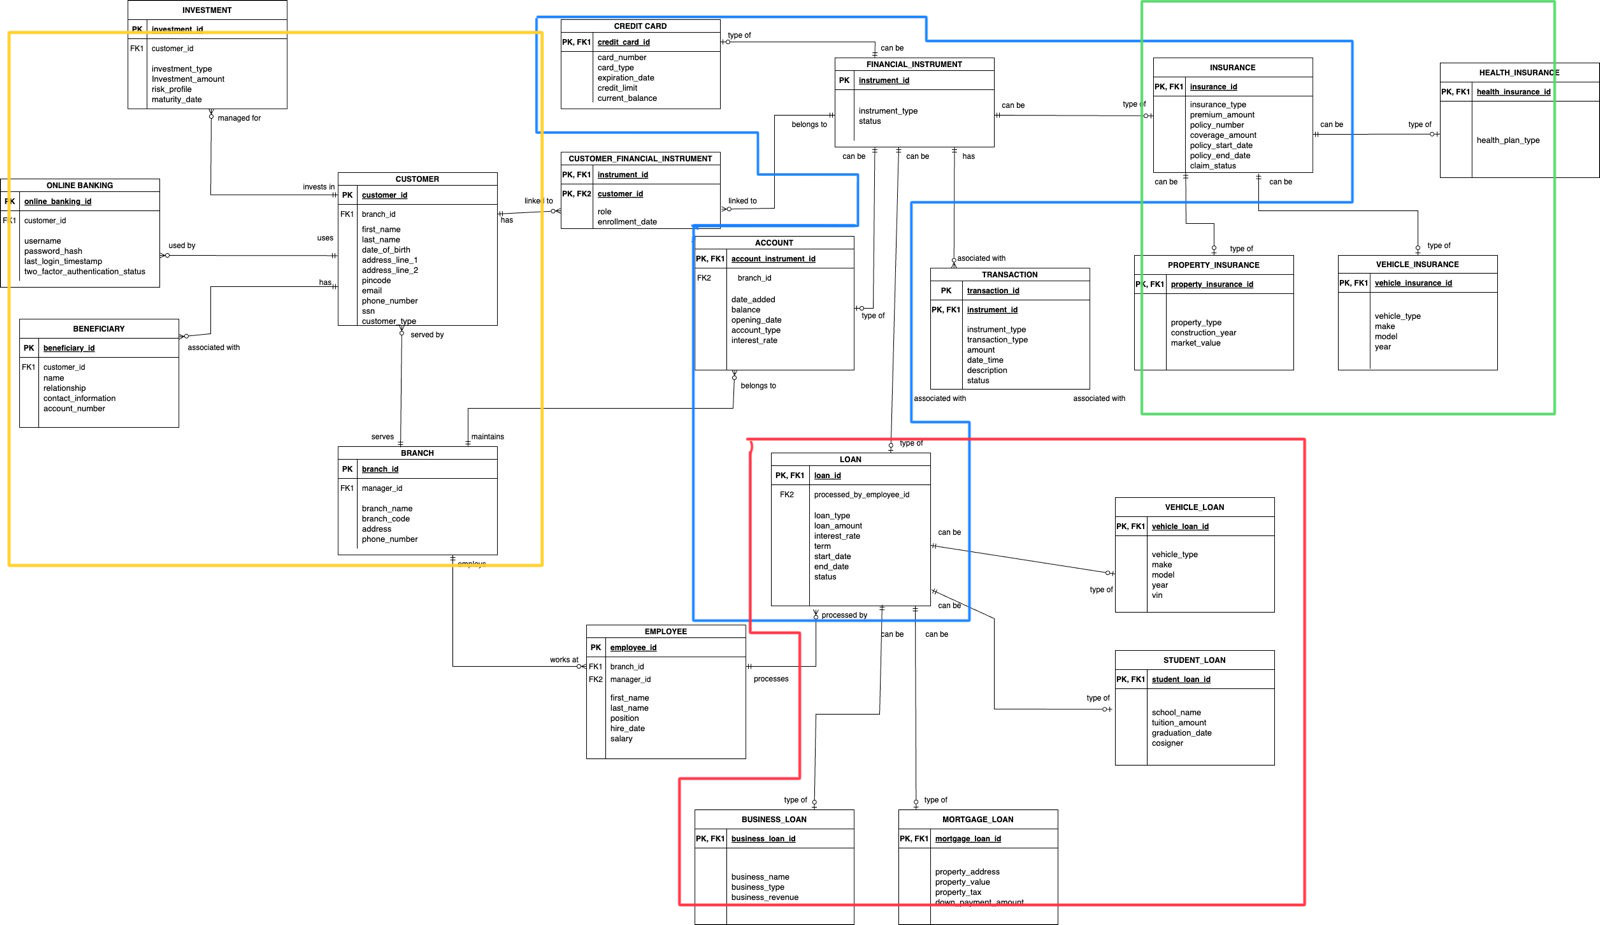 INVESTMENT
PK investment_id
FK1 customer_id
investment_type
Investment_amount
risk_profile
maturity_date
managed for
invests in
ONLINE BANKING
PK online_banking_id
FK1 customer_id
username
password_hash
last_login_timestamp
two_factor_authentication_status
used by
uses
BENEFICIARY
PK beneficiary_id
FK1 customer_id
name
relationship
contact_information
account_number
associated with
has
CUSTOMER
PK customer_id
FK1 branch_id
first_name
last_name
date_of_birth
address_line_1
address_line_2
pincode
email
phone_number
ssn
customer_type
served by
serves
has
linked to
BRANCH
PK branch_id
FK1 manager_id
branch_name
branch_code
address
phone_number
maintains
employs
works at
CREDIT CARD
PK, FK1 credit_card_id
card_number
card_type
expiration_date
credit_limit
current_balance
type of
can be
CUSTOMER_FINANCIAL_INSTRUMENT
PK, FK1 instrument_id
PK, FK2 customer_id
role
enrollment_date
linked to
belongs to
FINANCIAL_INSTRUMENT
PK instrument_id
instrument_type
status
can be
can be
can be
has
type of
ACCOUNT
PK, FK1 account_instrument_id
FK2 branch_id
date_added
balance
opening_date
account_type
interest_rate
type of
belongs to
asociated with
TRANSACTION
PK transaction_id
PK, FK1 instrument_id
instrument_type
transaction_type
amount
date_time
description
status
associated with
associated with
INSURANCE
PK, FK1 insurance_id
insurance_type
premium_amount
policy_number
coverage_amount
policy_start_date
policy_end_date
claim_status
can be
can be
can be
type of
HEALTH_INSURANCE
PK, FK1 health_insurance_id
health_plan_type
type of
PROPERTY_INSURANCE
PK, FK1 property_insurance_id
property_type
construction_year
market_value
type of
VEHICLE_INSURANCE
PK, FK1 vehicle_insurance_id
vehicle_type
make
model
year
type of
LOAN
PK, FK1 loan_id
FK2 processed_by_employee_id
loan_type
loan_amount
interest_rate
term
start_date
end_date
status
can be
can be
can be
can be
processed by
processes
EMPLOYEE
PK employee_id
FK1 branch_id
FK2 manager_id
first_name
last_name
position
hire_date
salary
VEHICLE_LOAN
PK, FK1 vehicle_loan_id
vehicle_type
make
model
year
vin
type of
STUDENT_LOAN
PK, FK1 student_loan_id
school_name
tuition_amount
graduation_date
cosigner
type of
type of
BUSINESS_LOAN
PK, FK1 business_loan_id
business_name
business_type
business_revenue
type of
MORTGAGE_LOAN
PK, FK1 mortgage_loan_id
property_address
property_value
property_tax
down_payment_amount